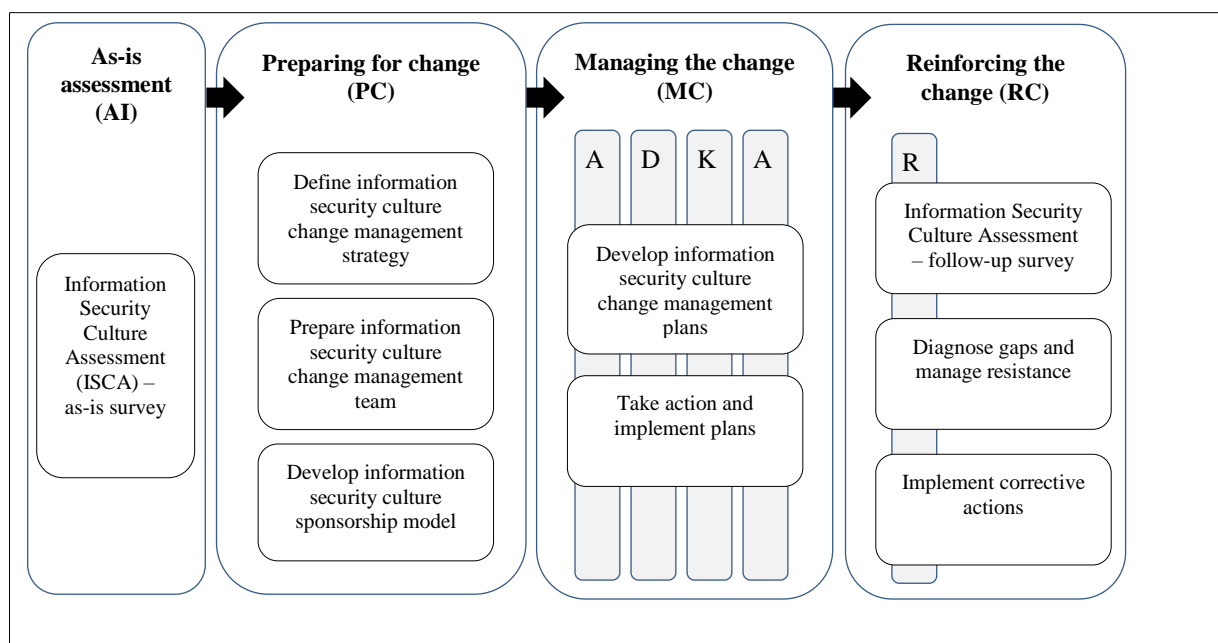 As-is
assessment
(AI)
Information
Security
Culture
Assessment
(ISCA) –
as-is survey
Preparing for change
(PC)
Define information
security culture
change management
strategy
Prepare information
security culture
change management
team
Develop information
security culture
sponsorship model
Managing the change
(MC)
A D K A
Develop information
security culture
change management
plans
Take action and
implement plans
Reinforcing the
change (RC)
R
Information Security
Culture Assessment
– follow-up survey
Diagnose gaps and
manage resistance
Implement corrective
actions